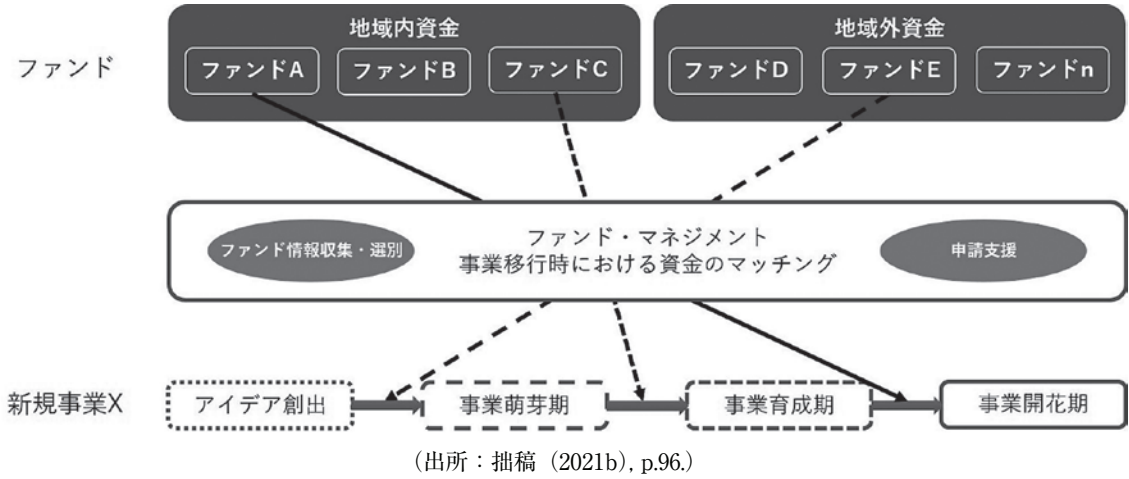 地域内資金
地域外資金
ファンド
ファンドA
ファンドB
ファンドC
ファンドD
ファンドE
ファンドn
ファンド情報収集・選別
ファンド・マネジメント
事業移行時における資金のマッチング
申請支援
新規事業X
アイデア創出
事業萌芽期
事業育成期
事業開花期
(出所:拙稿 (2021b), p.96.)